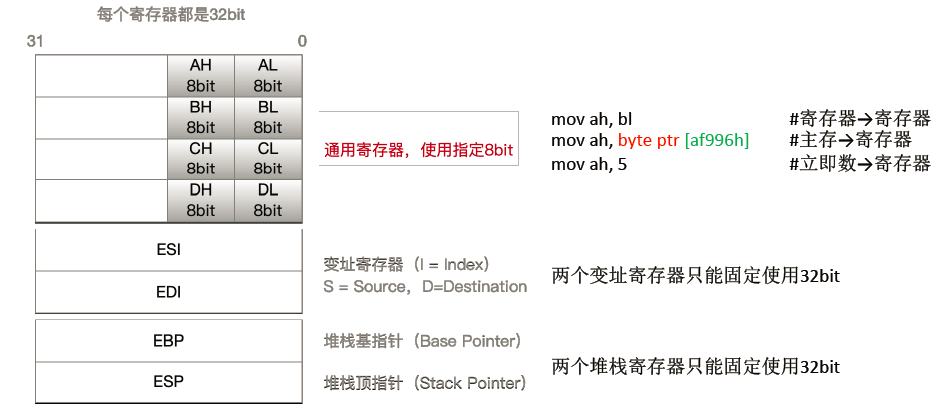 每个寄存器都是32bit
31 0
AH AL
8bit 8bit
BH BL
8bit 8bit
CH CL
8bit 8bit
DH DL
8bit 8bit
通用寄存器，使用指定8bit
mov ah, bl #寄存器→寄存器
mov ah, byte ptr [af996h] #主存→寄存器
mov ah, 5 #立即数→寄存器
ESI
EDI
变址寄存器（I = Index）
S = Source，D=Destination
两个变址寄存器只能固定使用32bit
EBP
ESP
堆栈基指针（Base Pointer）
堆栈顶指针（Stack Pointer）
两个堆栈寄存器只能固定使用32bit